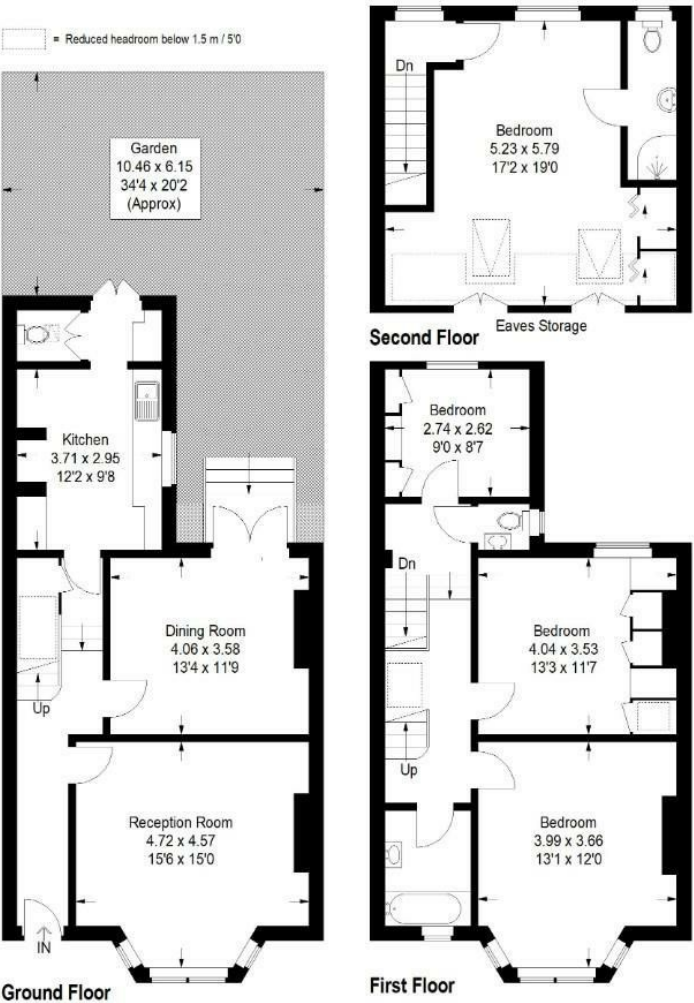 = Reduced headroom below 1.5 m / 5'0
Garden
10.46 x 6.15
34'4 x 20'2
(Approx)
Kitchen
3.71 x 2.95
12'2 x 9'8
Dining Room
4.06 x 3.58
13'4 x 11'9
Up
Reception Room
4.72 x 4.57
15'6 x 15'0
IN
Ground Floor
Dn
Bedroom
5.23 x 5.79
17'2 x 19'0
Second Floor
Eaves Storage
Bedroom
2.74 x 2.62
9'0 x 8'7
Dn
Bedroom
4.04 x 3.53
13'3 x 11'7
Up
Bedroom
3.99 x 3.66
13'1 x 12'0
First Floor